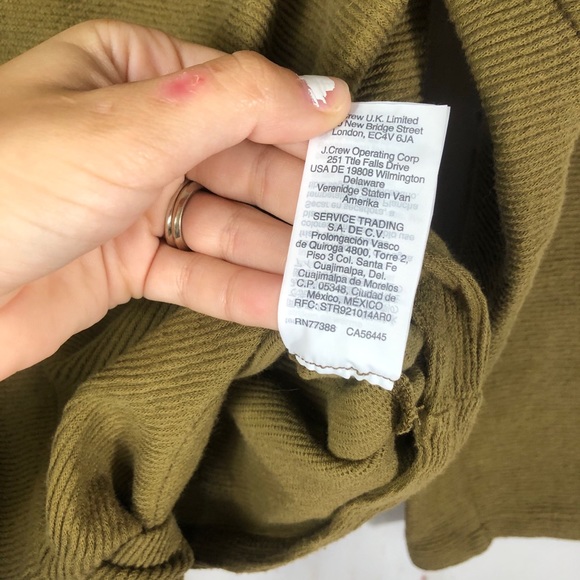 rew U.K. Limited
New Bridge Street
London, EC4V 6JA
J.Crew Operating Corp
251 Ttle Falls Drive
USA DE 19808 Wilmington
Delaware
Verenidge Staten Van
Amerika
SERVICE TRADING
S.A. DE C.V.
Prolongación Vasco
de Quiroga 4800, Torre 2,
Piso 3 Col. Santa Fe
Cuajimalpa, Del.
Cuajimalpa de Morelos
C.P. 05348, Ciudad de
México, MÉXICO
RFC: STR921014AR0
RN77388 CA56445